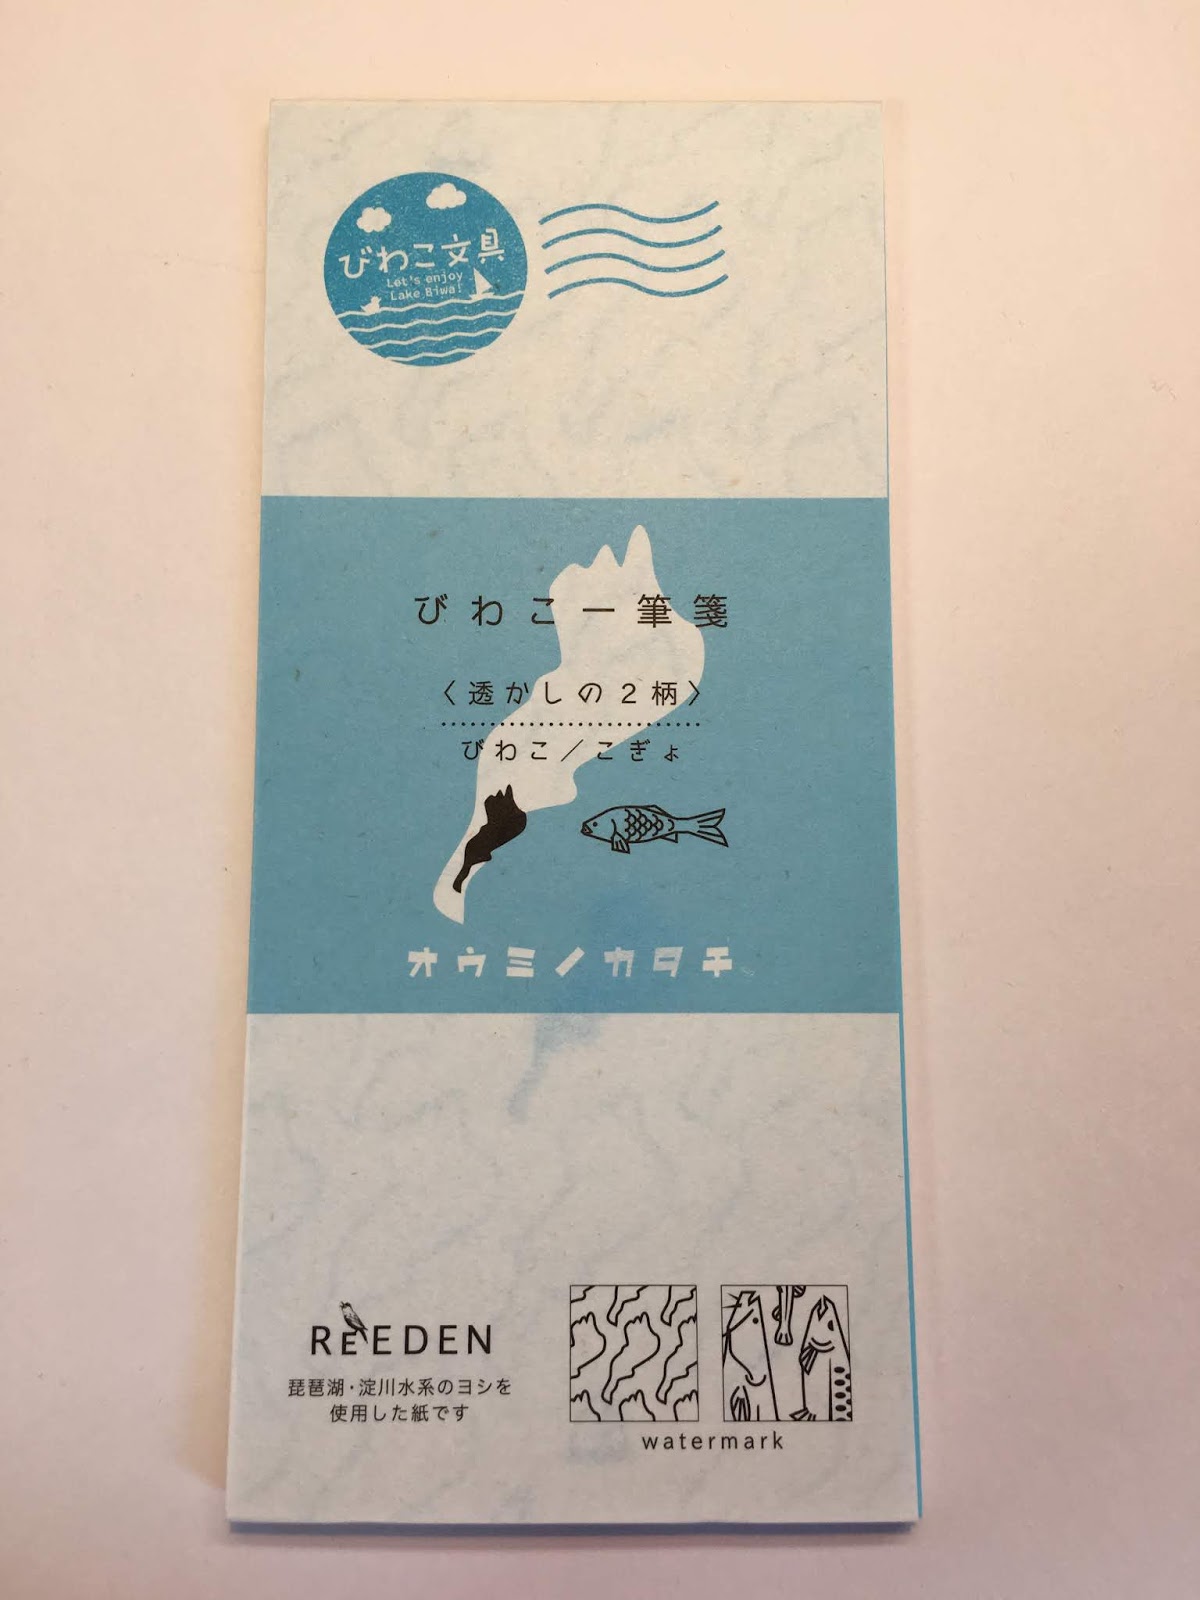 びわこ文具
Let's enjoy
Lake Biwa!
びわこ一筆箋
〈透かしの2柄〉
びわこ／こぎょ
オウミノカタチ
REEDEN
琵琶湖・淀川水系のヨシを
使用した紙です
watermark